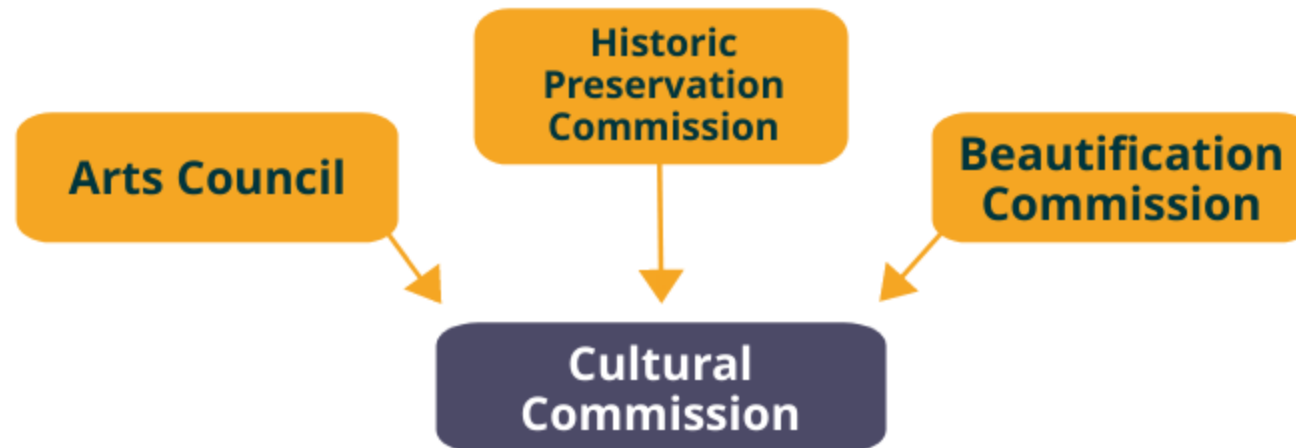 Historic
Preservation
Commission
Arts Council
Beautification
Commission
Cultural
Commission